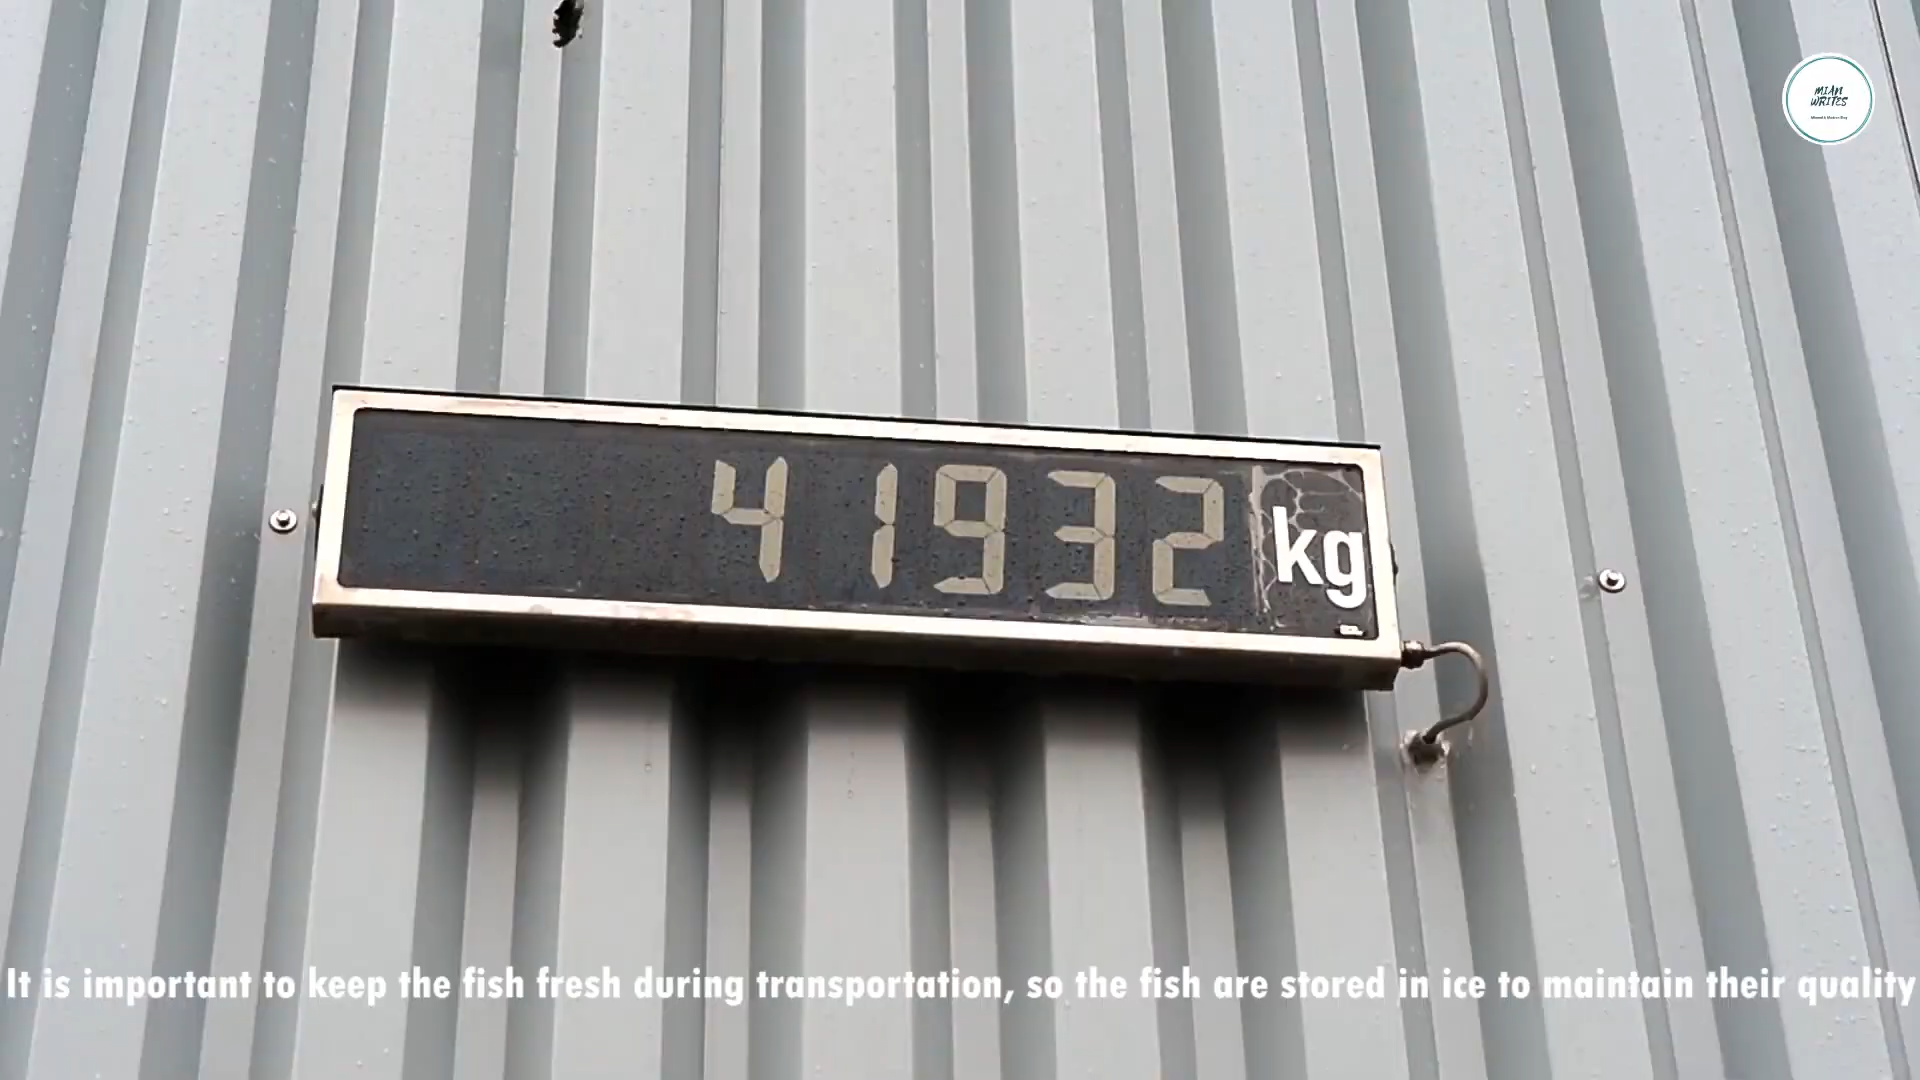 MIAN
WRITES
41932 kg
It is important to keep the fish fresh during transportation, so the fish are stored in ice to maintain their quality